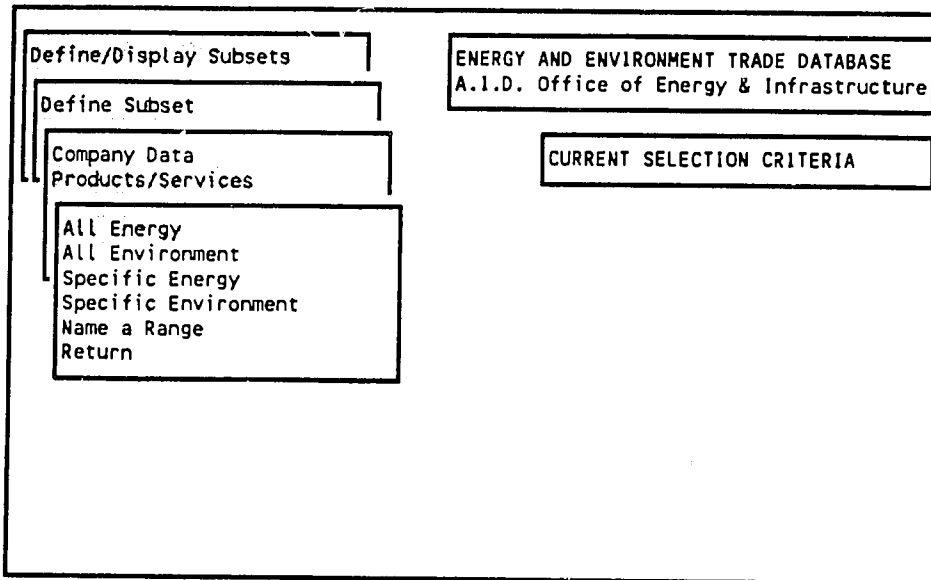 Define/Display Subsets
Define Subset
Company Data
Products/Services
All Energy
All Environment
Specific Energy
Specific Environment
Name a Range
Return
ENERGY AND ENVIRONMENT TRADE DATABASE
A.I.D. Office of Energy & Infrastructure
CURRENT SELECTION CRITERIA